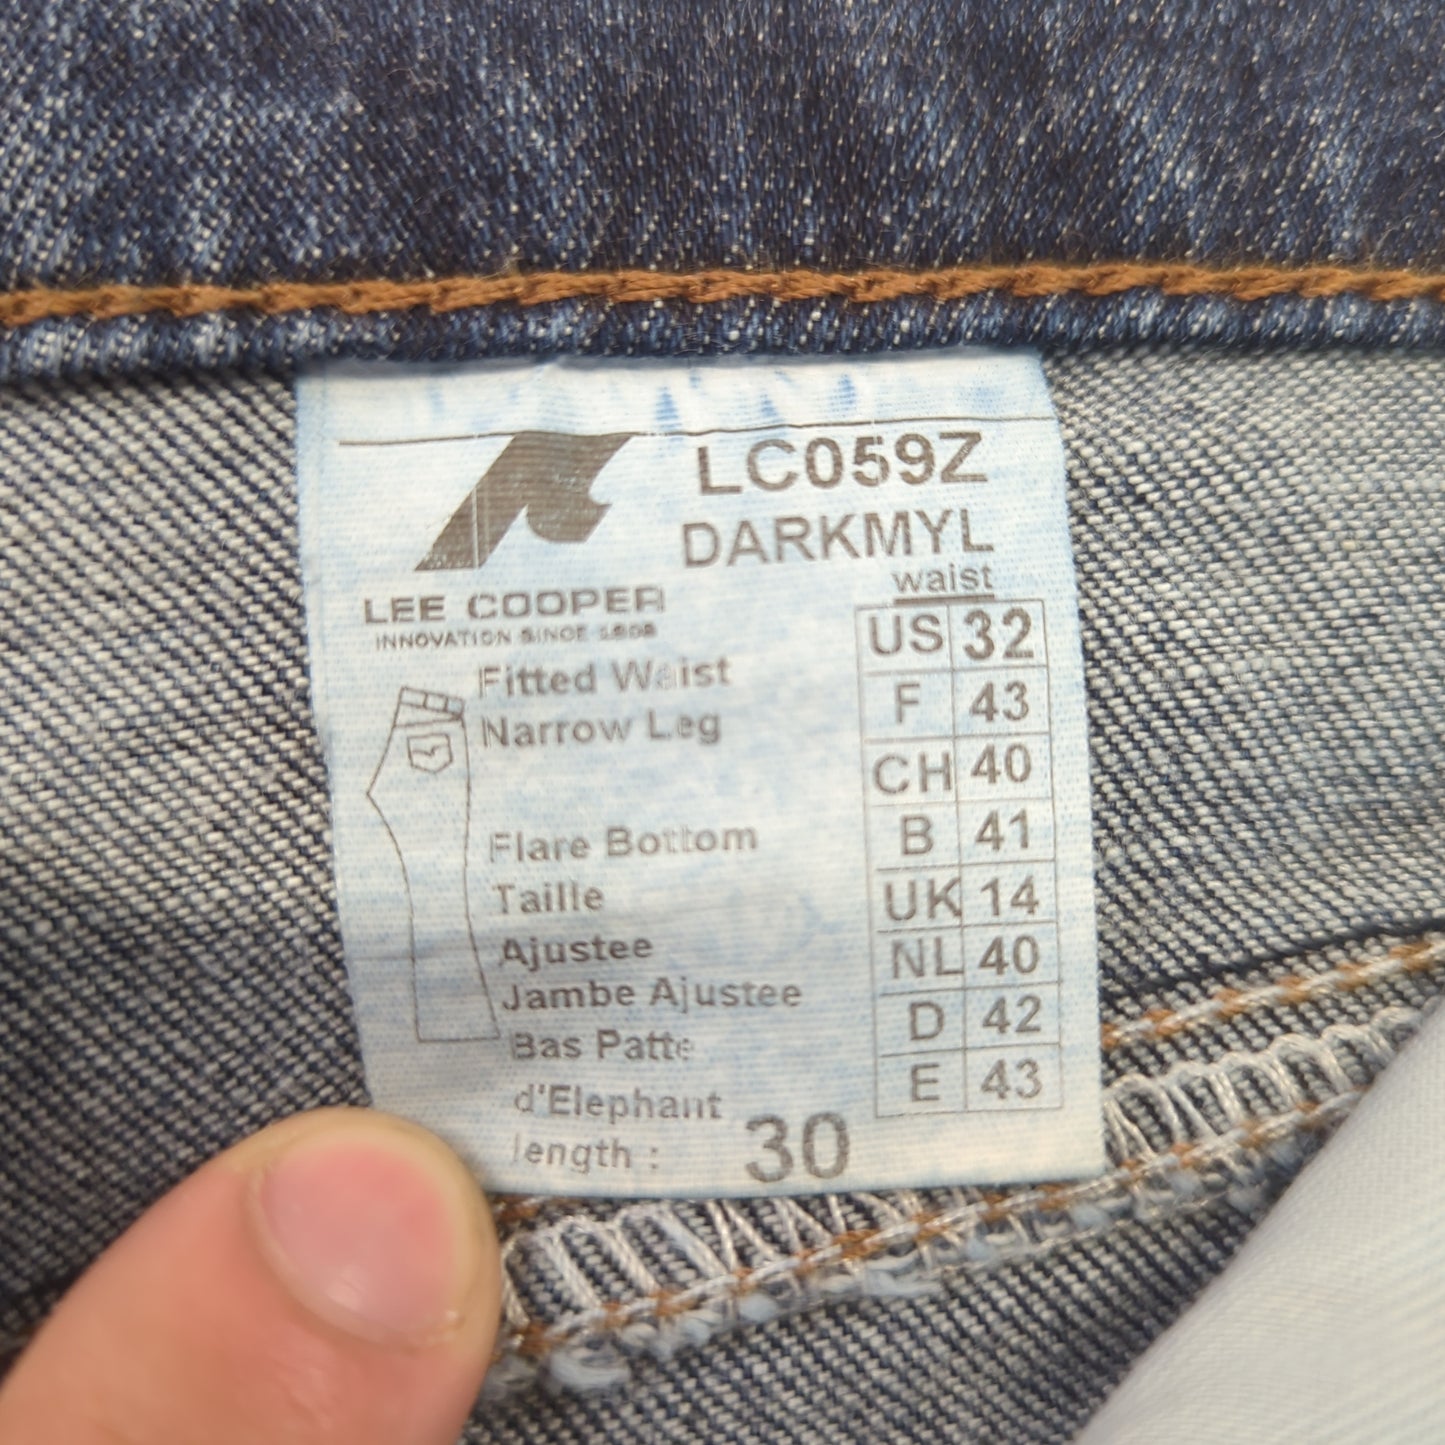 LC059Z
DARKMYL
LEE COOPER
INNOVATION SINCE 1908
waist
US 32
F 43
CH 40
B 41
UK 14
NL 40
D 42
E 43
Fitted Waist
Narrow Leg
Flare Bottom
Taille
Ajustee
Jambe Ajustee
Bas Patte
d'Elephant
length : 30